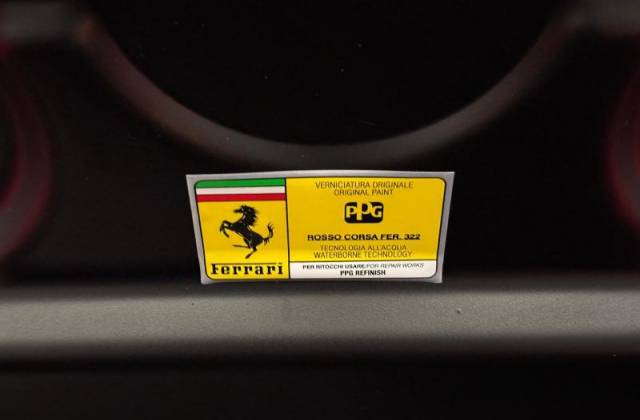 VERNICIATURA ORIGINALE
ORIGINAL PAINT
PPG
ROSSO CORSA FER. 322
TECNOLOGIA ALL'ACQUA
WATERBORNE TECHNOLOGY
Ferrari
PER RITOCCHI USARE/FOR REPAIR WORKS
PPG REFINISH